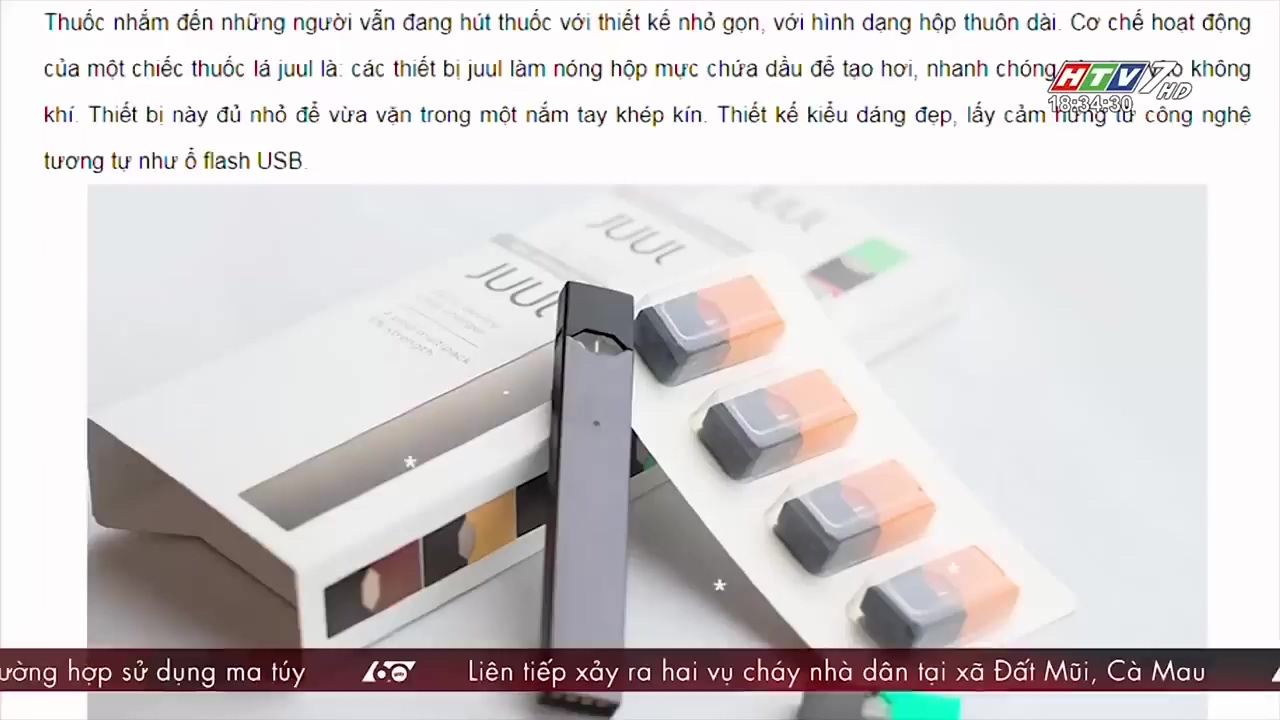 Thuốc nhắm đến những người vẫn đang hút thuốc với thiết kế nhỏ gọn, với hình dạng hộp thuôn dài. Cơ chế hoạt động
của một chiếc thuốc lá juul là: các thiết bị juul làm nóng hộp mực chứa dầu để tạo hơi, nhanh chóng không
HTV7 HD
18:34:30
khí. Thiết bị này đủ nhỏ để vừa vặn trong một nắm tay khép kín. Thiết kế kiểu dáng đẹp, lấy cảm hứng từ công nghệ
tương tự như ổ flash USB.
JUUL
JUUL
JUUL
ường hợp sử dụng ma túy 60 Liên tiếp xảy ra hai vụ cháy nhà dân tại xã Đất Mũi, Cà Mau